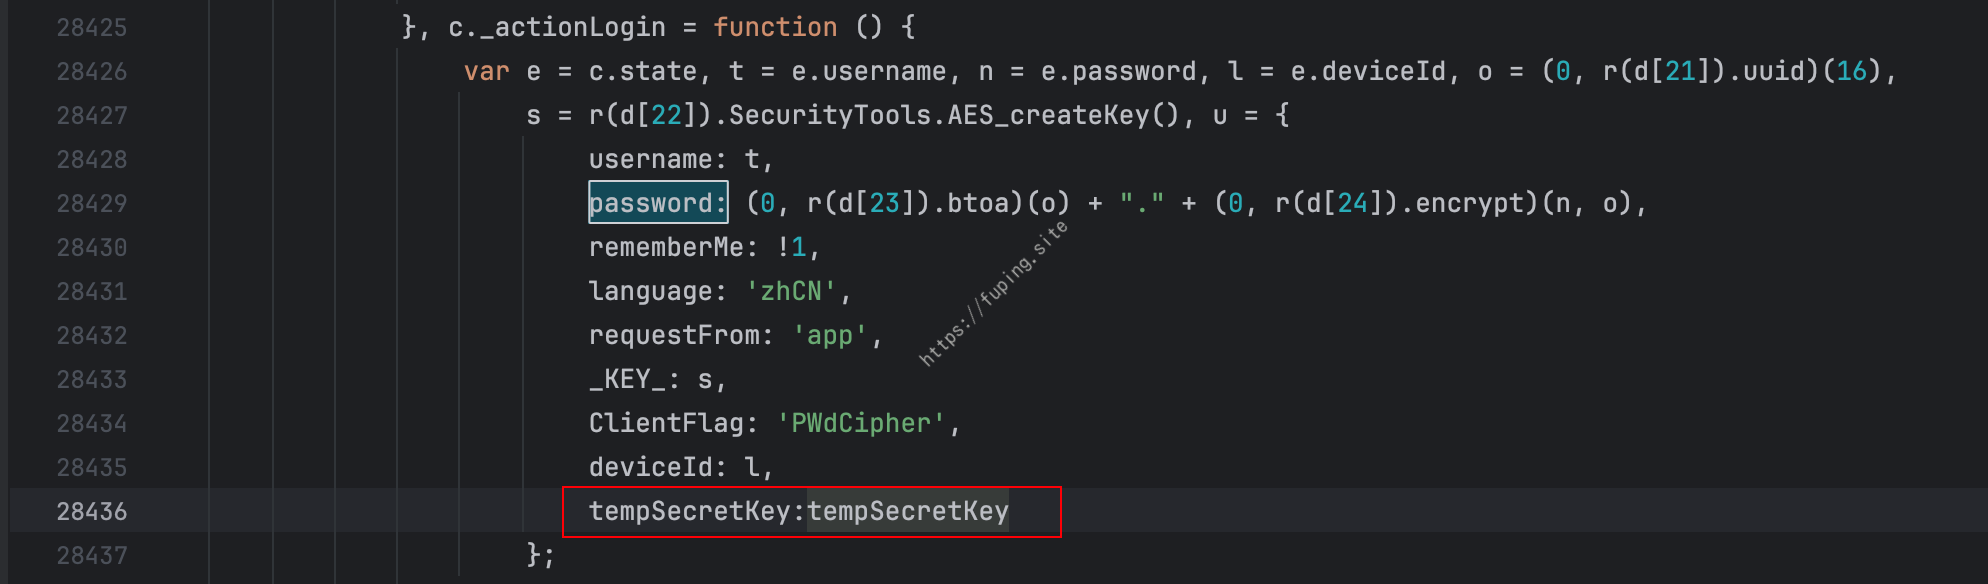 28425 }, c._actionLogin = function () {
28426 var e = c.state, t = e.username, n = e.password, l = e.deviceId, o = (0, r(d[21]).uuid)(16),
28427 s = r(d[22]).SecurityTools.AES_createKey(), u = {
28428 username: t,
28429 password: (0, r(d[23]).btoa)(o) + "." + (0, r(d[24]).encrypt)(n, o),
28430 rememberMe: !1,
28431 language: 'zhCN',
28432 requestFrom: 'app',
28433 _KEY_: s,
28434 ClientFlag: 'PWdCipher',
28435 deviceId: l,
28436 tempSecretKey:tempSecretKey
28437 };
https://fuping.site